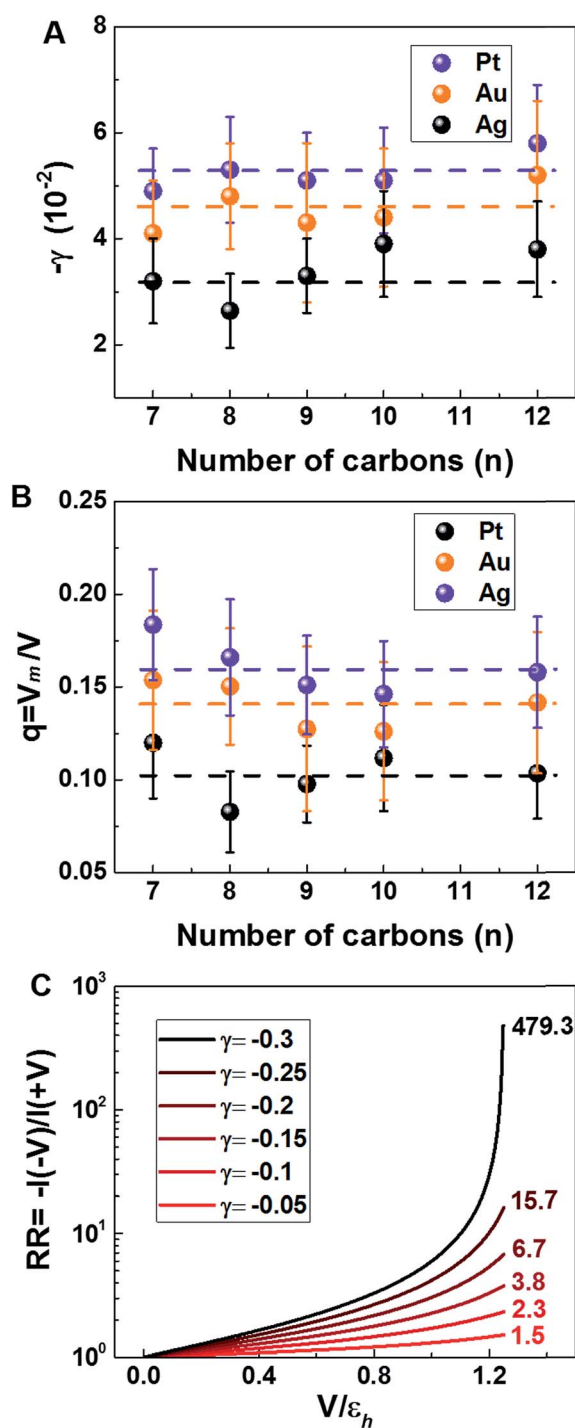 A
8
6
4
2
-γ (10⁻²)
Pt
Au
Ag
7 8 9 10 11 12
Number of carbons (n)
B
0.25
0.20
0.15
0.10
0.05
q=Vₘ/V
Pt
Au
Ag
7 8 9 10 11 12
Number of carbons (n)
C
10³
10²
10¹
10⁰
RR= -I(-V)/I(+V)
γ= -0.3
γ= -0.25
γ= -0.2
γ= -0.15
γ= -0.1
γ= -0.05
479.3
15.7
6.7
3.8
2.3
1.5
0.0 0.4 0.8 1.2
V/εₕ